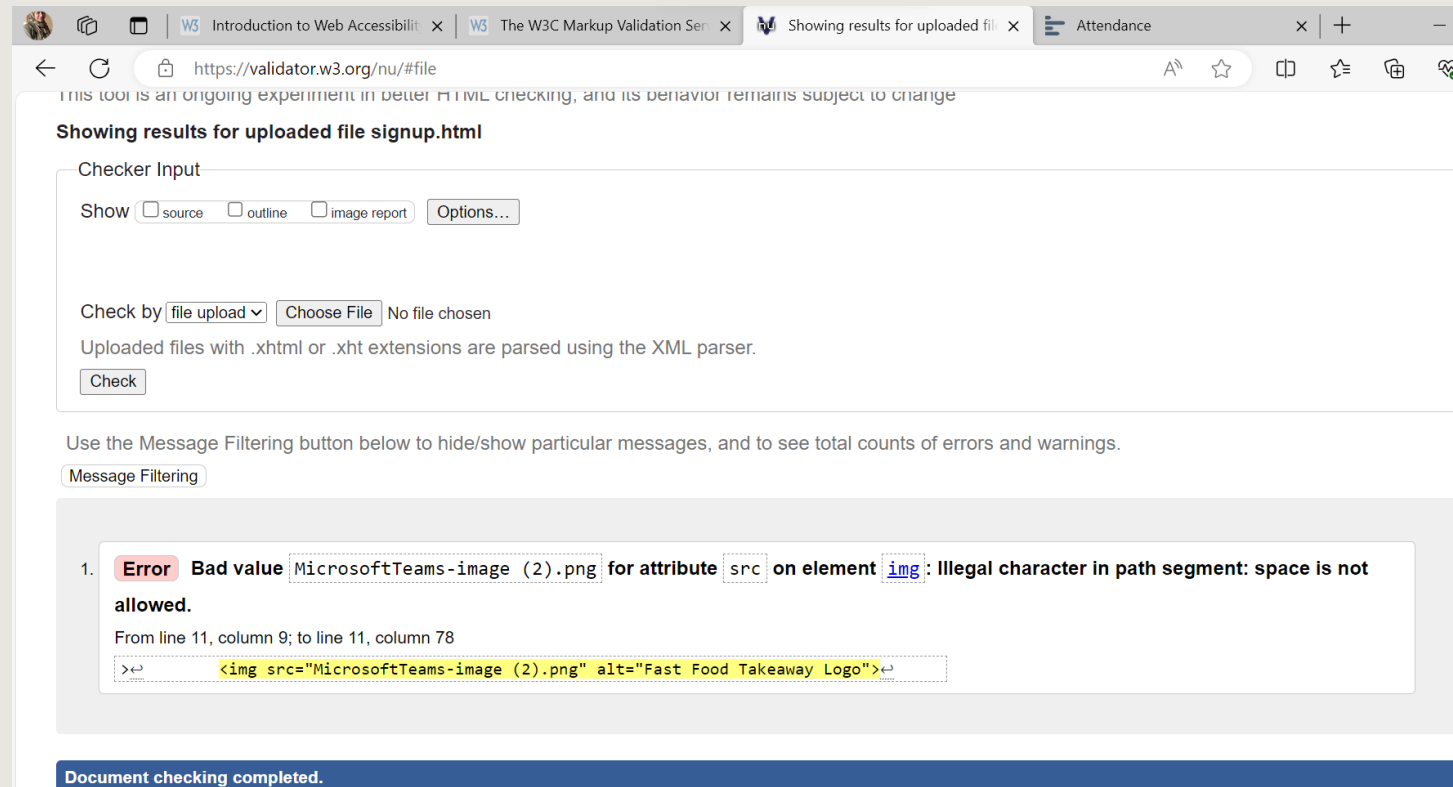 Introduction to Web Accessibilit
The W3C Markup Validation Ser
Showing results for uploaded fil
Attendance
https://validator.w3.org/nu/#file
This tool is an ongoing experiment in better HTML checking, and its behavior remains subject to change
Showing results for uploaded file signup.html
Checker Input
Show source outline image report Options...
Check by file upload Choose File No file chosen
Uploaded files with .xhtml or .xht extensions are parsed using the XML parser.
Check
Use the Message Filtering button below to hide/show particular messages, and to see total counts of errors and warnings.
Message Filtering
1. Error Bad value MicrosoftTeams-image (2).png for attribute src on element img: Illegal character in path segment: space is not
allowed.
From line 11, column 9; to line 11, column 78
>↩ <img src="MicrosoftTeams-image (2).png" alt="Fast Food Takeaway Logo">↩
Document checking completed.